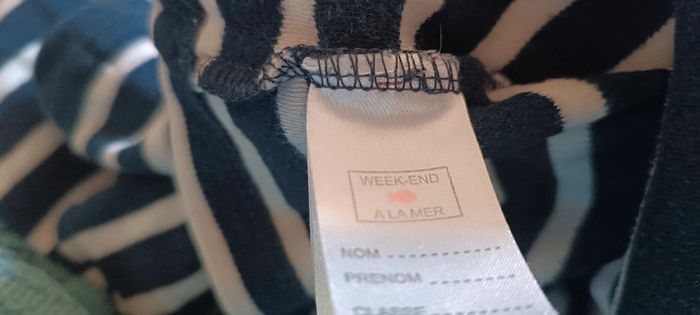 WEEK-END
A LA MER
NOM -----------
PRENOM -----------
CLASSE -----------